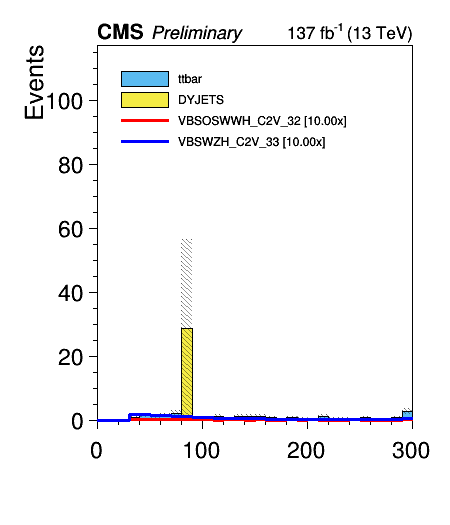 CMS Preliminary 137 fb⁻¹ (13 TeV)
Events
ttbar
DYJETS
VBSOSWWH_C2V_32 [10.00x]
VBSWZH_C2V_33 [10.00x]
100
80
60
40
20
0
0 100 200 300